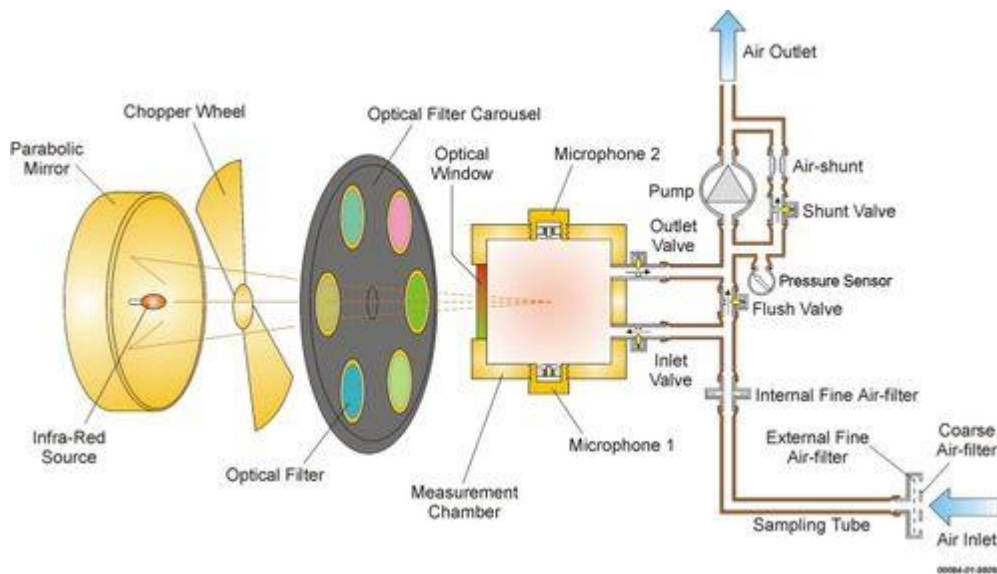 Air Outlet
Chopper Wheel
Optical Filter Carousel
Parabolic
Mirror
Optical
Window
Microphone 2
Air-shunt
Pump
Shunt Valve
Outlet
Valve
Pressure Sensor
Flush Valve
Inlet
Valve
Internal Fine Air-filter
Infra-Red
Source
Optical Filter
Microphone 1
Measurement
Chamber
External Fine
Air-filter
Coarse
Air-filter
Sampling Tube
Air Inlet